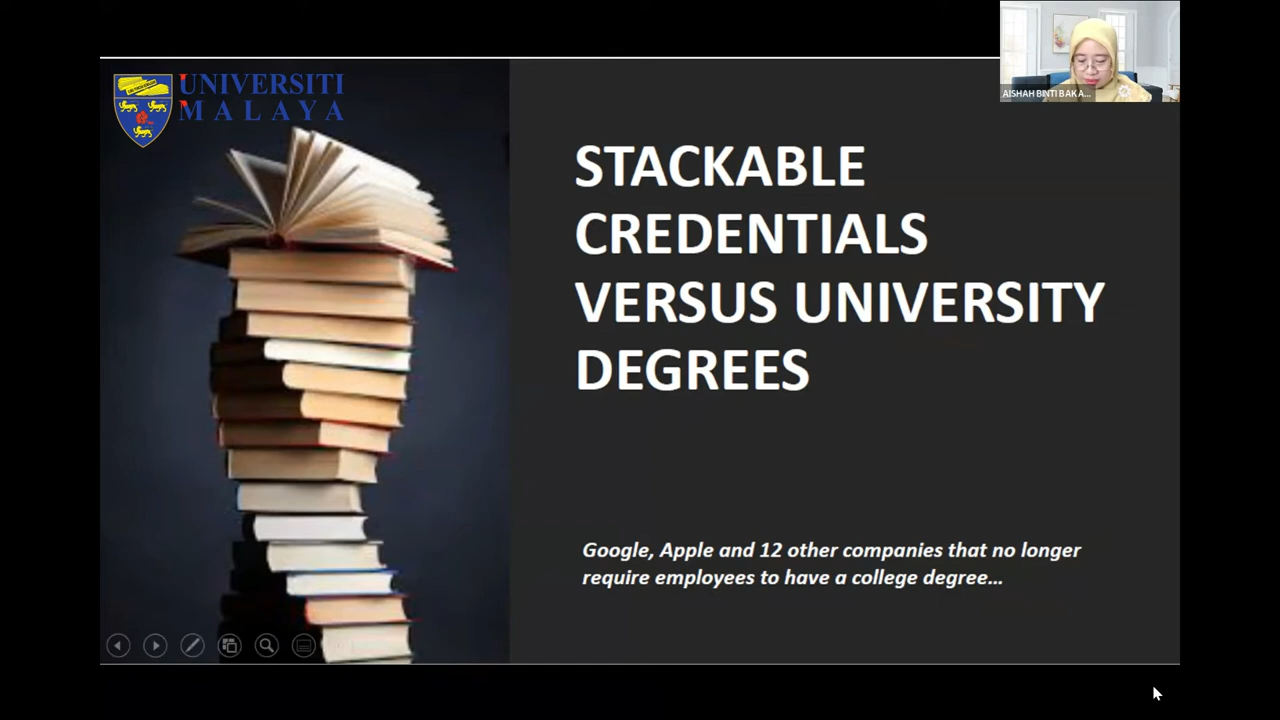 UNIVERSITI
MALAYA
AISHAH BINTI BAKA...
STACKABLE
CREDENTIALS
VERSUS UNIVERSITY
DEGREES
Google, Apple and 12 other companies that no longer
require employees to have a college degree...